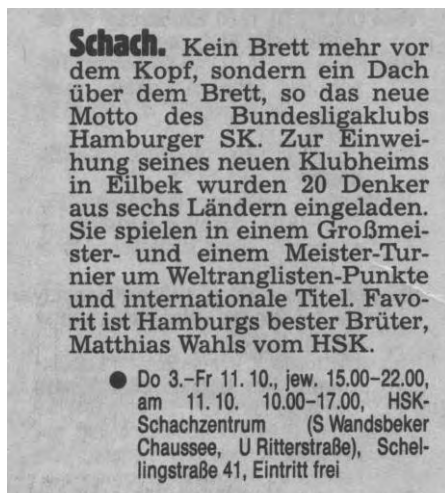 Schach. Kein Brett mehr vor
dem Kopf, sondern ein Dach
über dem Brett, so das neue
Motto des Bundesligaklubs
Hamburger SK. Zur Einwei-
hung seines neuen Klubheims
in Eilbek wurden 20 Denker
aus sechs Ländern eingeladen.
Sie spielen in einem Großmei-
ster- und einem Meister-Tur-
nier um Weltranglisten-Punkte
und internationale Titel. Favo-
rit ist Hamburgs bester Brüter,
Matthias Wahls vom HSK.
● Do 3.–Fr 11. 10., jew. 15.00–22.00,
am 11. 10. 10.00–17.00, HSK-
Schachzentrum (S Wandsbeker
Chaussee, U Ritterstraße), Schel-
lingstraße 41, Eintritt frei